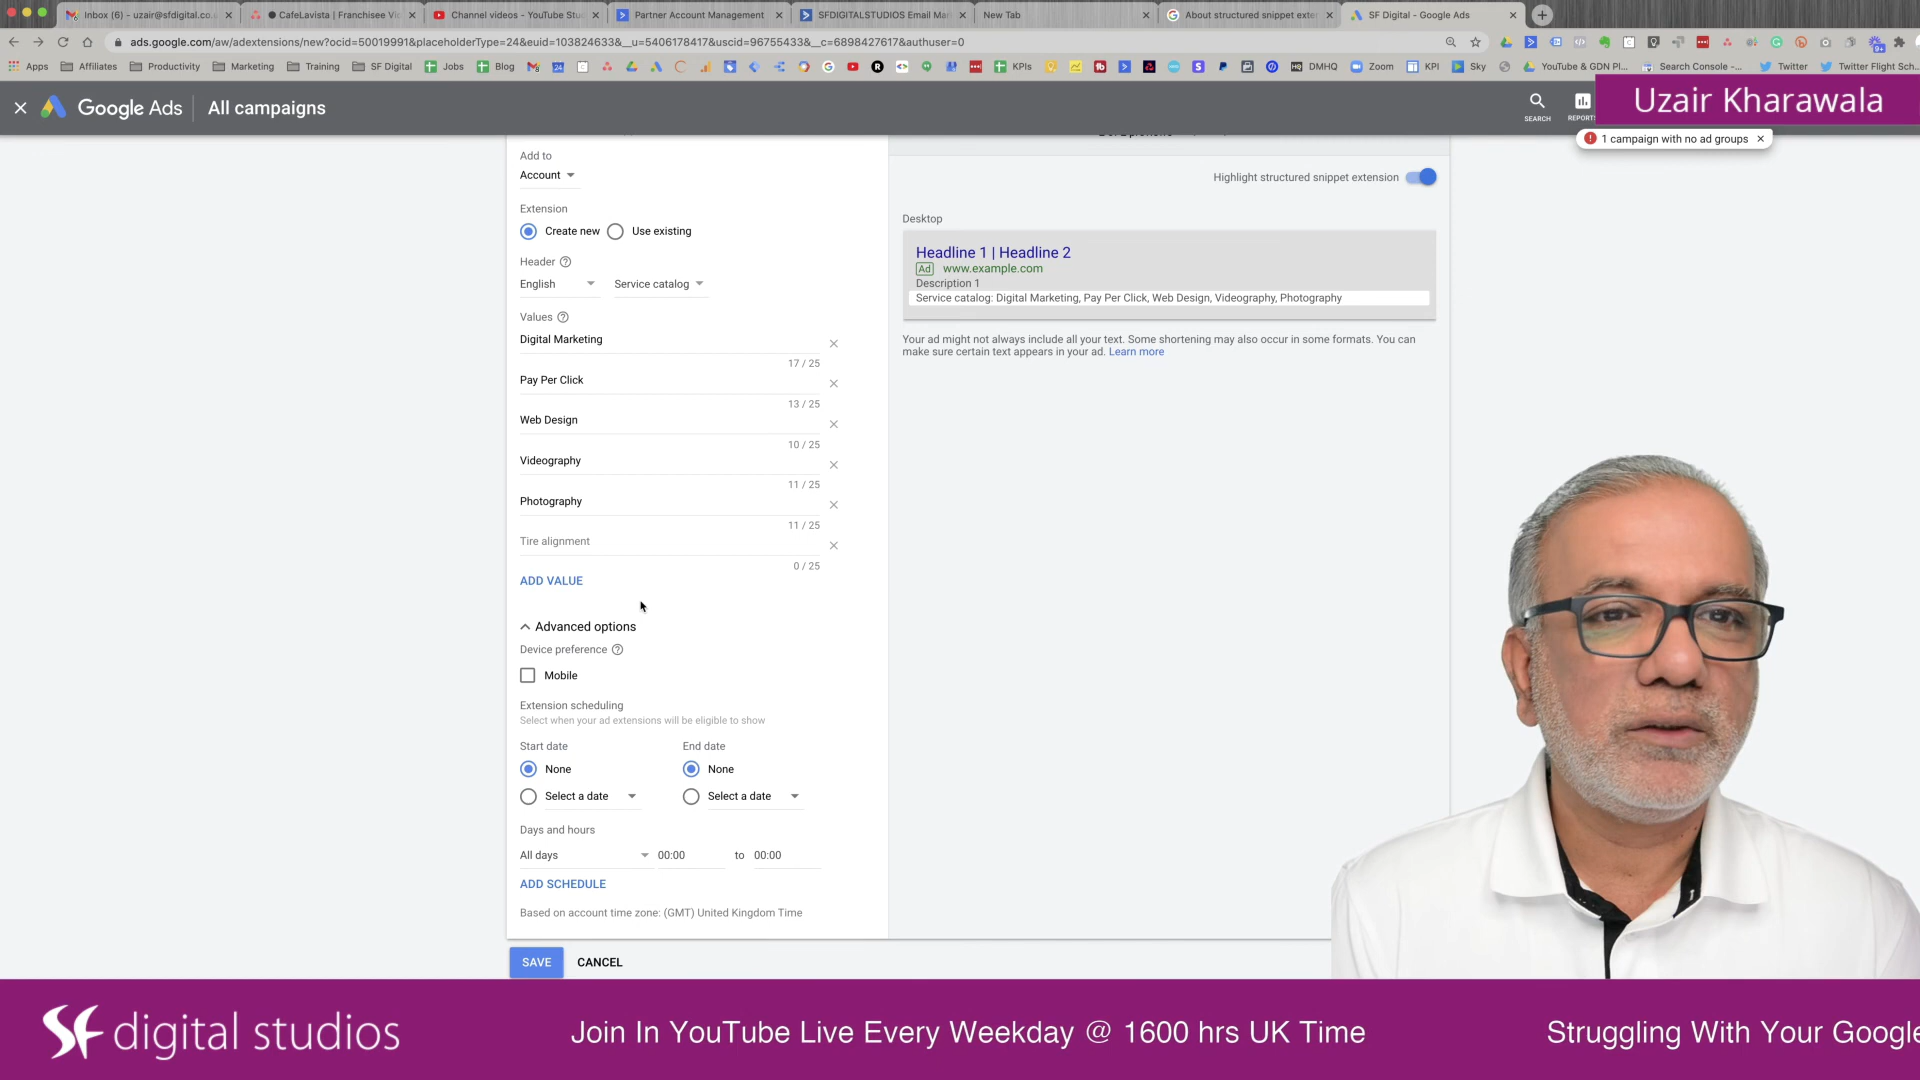 Inbox (6) - uzair@sfdigital.co.
CafeLavista | Franchisee Vi
Channel videos - YouTube Stu
Partner Account Management
SFDIGITALSTUDIOS Email Mar
New Tab
About structured snippet exte
SF Digital - Google Ads
ads.google.com/aw/adextensions/new?ocid=50019991&placeholderType=24&euid=103824633&__u=5406178417&uscid=96755433&__c=6898427617&authuser=0
Apps
Affiliates
Productivity
Marketing
Training
SF Digital
Jobs
Blog
KPIs
DMHQ
Zoom
KPI
Sky
YouTube & GDN Pl...
Search Console -...
Twitter
Twitter Flight Sch...
Google Ads
All campaigns
SEARCH
REPORT
Uzair Kharawala
1 campaign with no ad groups
Add to
Account
Extension
Create new
Use existing
Header
English
Service catalog
Values
Digital Marketing
17 / 25
Pay Per Click
13 / 25
Web Design
10 / 25
Videography
11 / 25
Photography
11 / 25
Tire alignment
0 / 25
ADD VALUE
Advanced options
Device preference
Mobile
Extension scheduling
Select when your ad extensions will be eligible to show
Start date
End date
None
None
Select a date
Select a date
Days and hours
All days
00:00
to
00:00
ADD SCHEDULE
Based on account time zone: (GMT) United Kingdom Time
SAVE
CANCEL
Highlight structured snippet extension
Desktop
Headline 1 | Headline 2
Ad www.example.com
Description 1
Service catalog: Digital Marketing, Pay Per Click, Web Design, Videography, Photography
Your ad might not always include all your text. Some shortening may also occur in some formats. You can
make sure certain text appears in your ad. Learn more
SF digital studios
Join In YouTube Live Every Weekday @ 1600 hrs UK Time
Struggling With Your Google